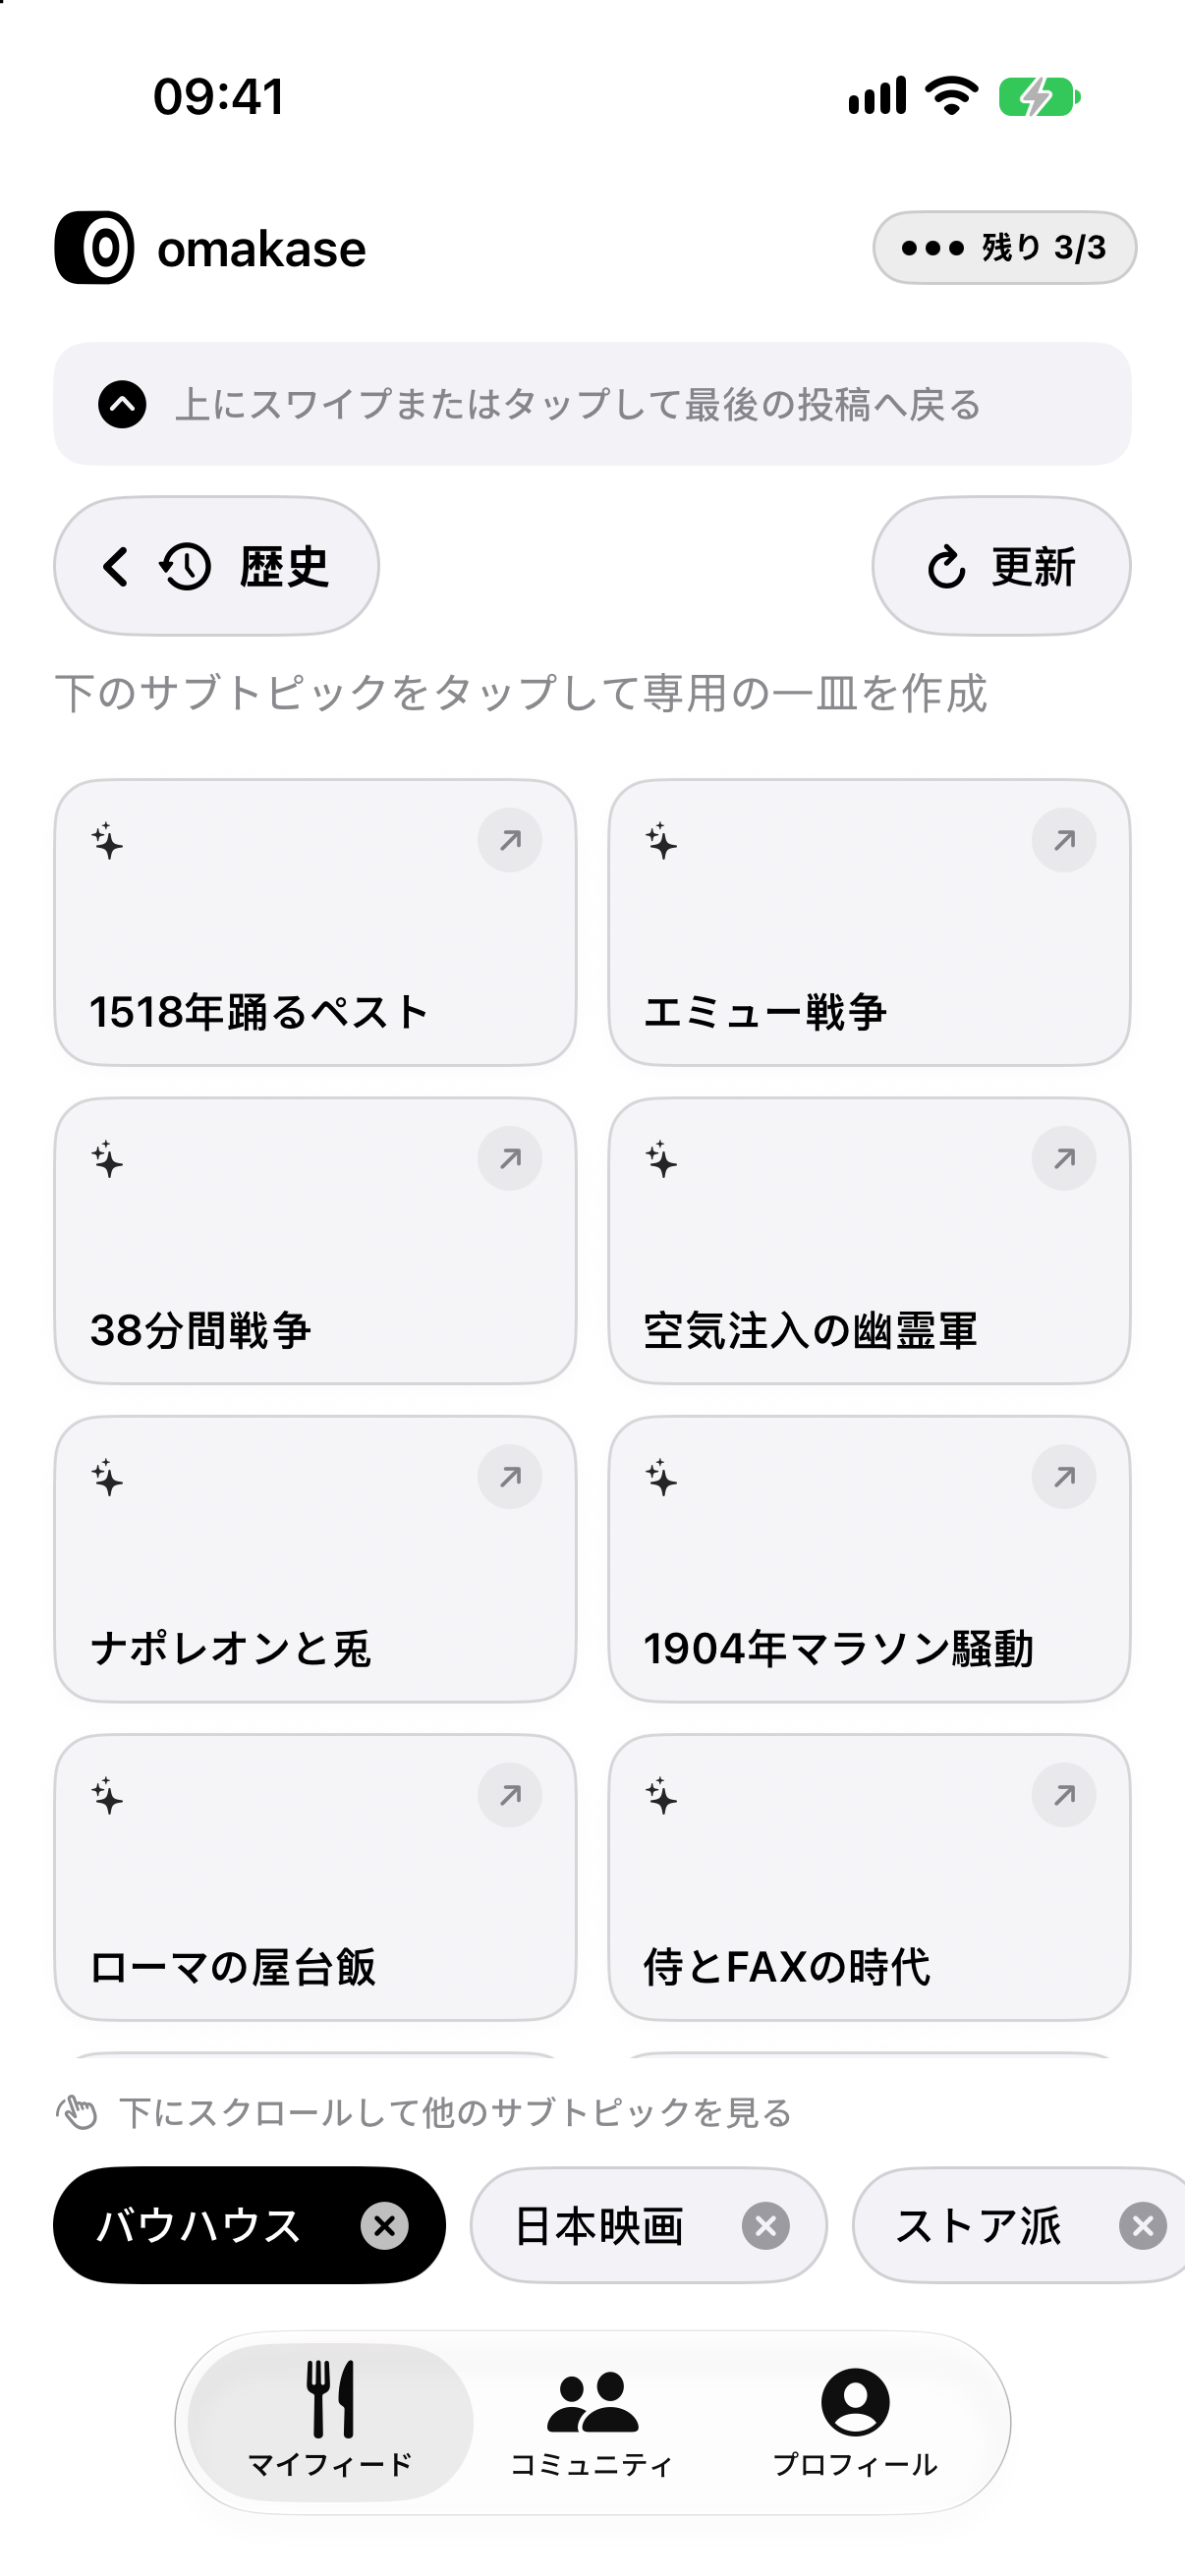 09:41
omakase
残り 3/3
上にスワイプまたはタップして最後の投稿へ戻る
歴史
更新
下のサブトピックをタップして専用の一皿を作成
1518年踊るペスト
エミュー戦争
38分間戦争
空気注入の幽霊軍
ナポレオンと兎
1904年マラソン騒動
ローマの屋台飯
侍とFAXの時代
下にスクロールして他のサブトピックを見る
バウハウス
日本映画
ストア派
マイフィード
コミュニティ
プロフィール